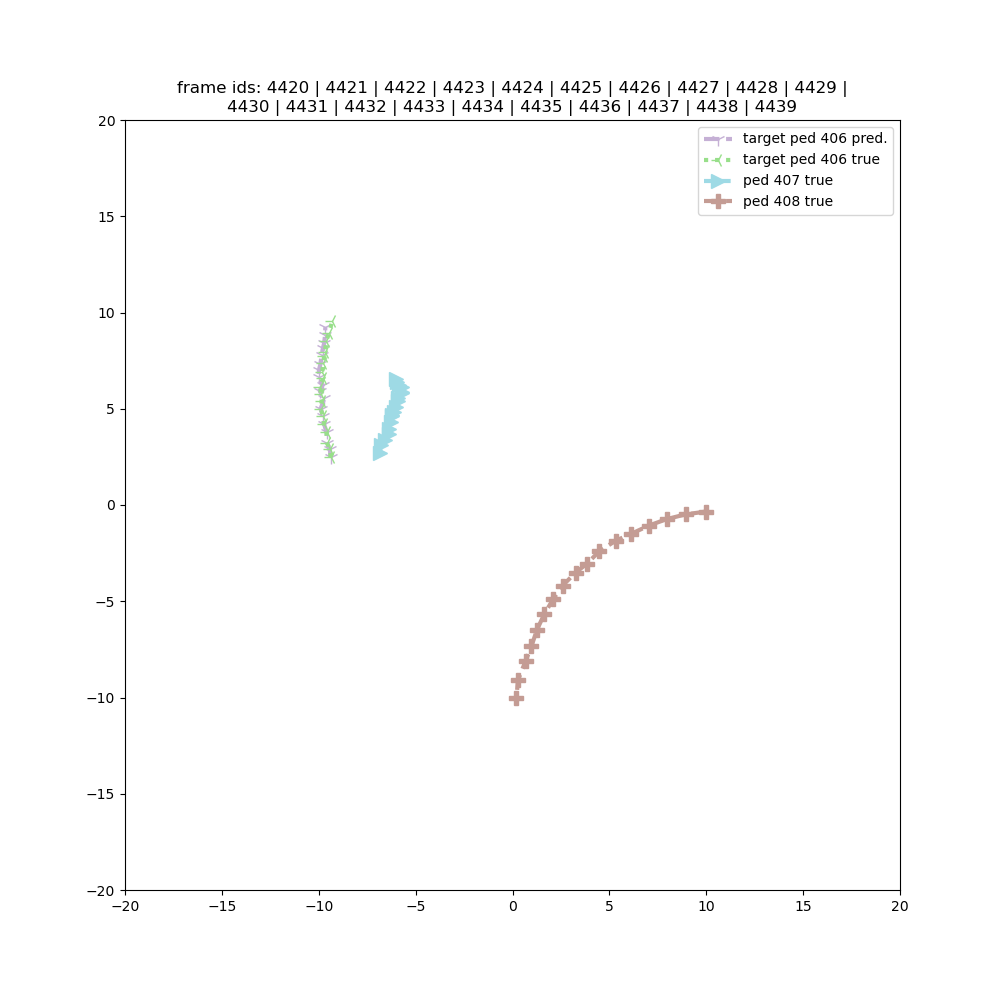 frame ids: 4420 | 4421 | 4422 | 4423 | 4424 | 4425 | 4426 | 4427 | 4428 | 4429 |
4430 | 4431 | 4432 | 4433 | 4434 | 4435 | 4436 | 4437 | 4438 | 4439
target ped 406 pred.
target ped 406 true
ped 407 true
ped 408 true
20
15
10
5
0
−5
−10
−15
−20
−20 −15 −10 −5 0 5 10 15 20